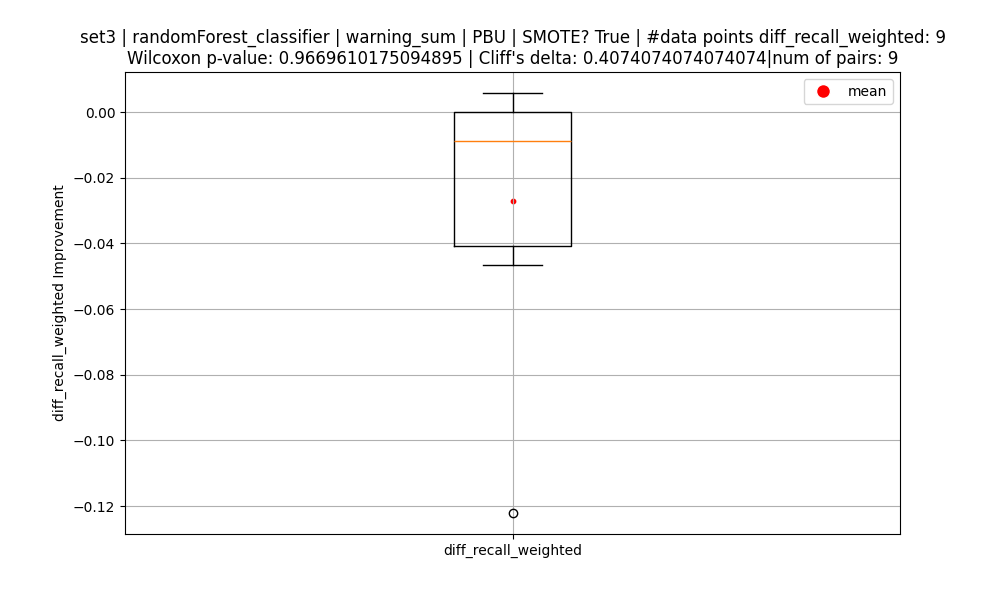 set3 | randomForest_classifier | warning_sum | PBU | SMOTE? True | #data points diff_recall_weighted: 9
Wilcoxon p-value: 0.9669610175094895 | Cliff's delta: 0.4074074074074074|num of pairs: 9
mean
0.00
−0.02
−0.04
−0.06
−0.08
−0.10
−0.12
diff_recall_weighted Improvement
diff_recall_weighted